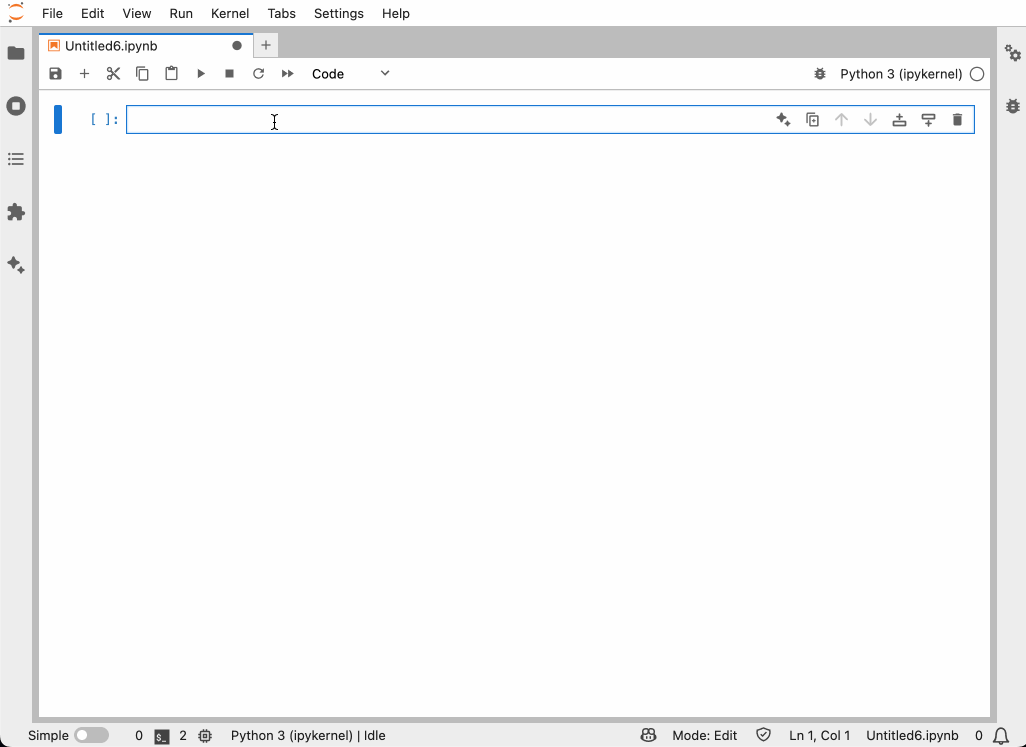 File Edit View Run Kernel Tabs Settings Help
Untitled6.ipynb
Code Python 3 (ipykernel)
[ ]:
Simple 0 $_ 2 Python 3 (ipykernel) | Idle Mode: Edit Ln 1, Col 1 Untitled6.ipynb 0